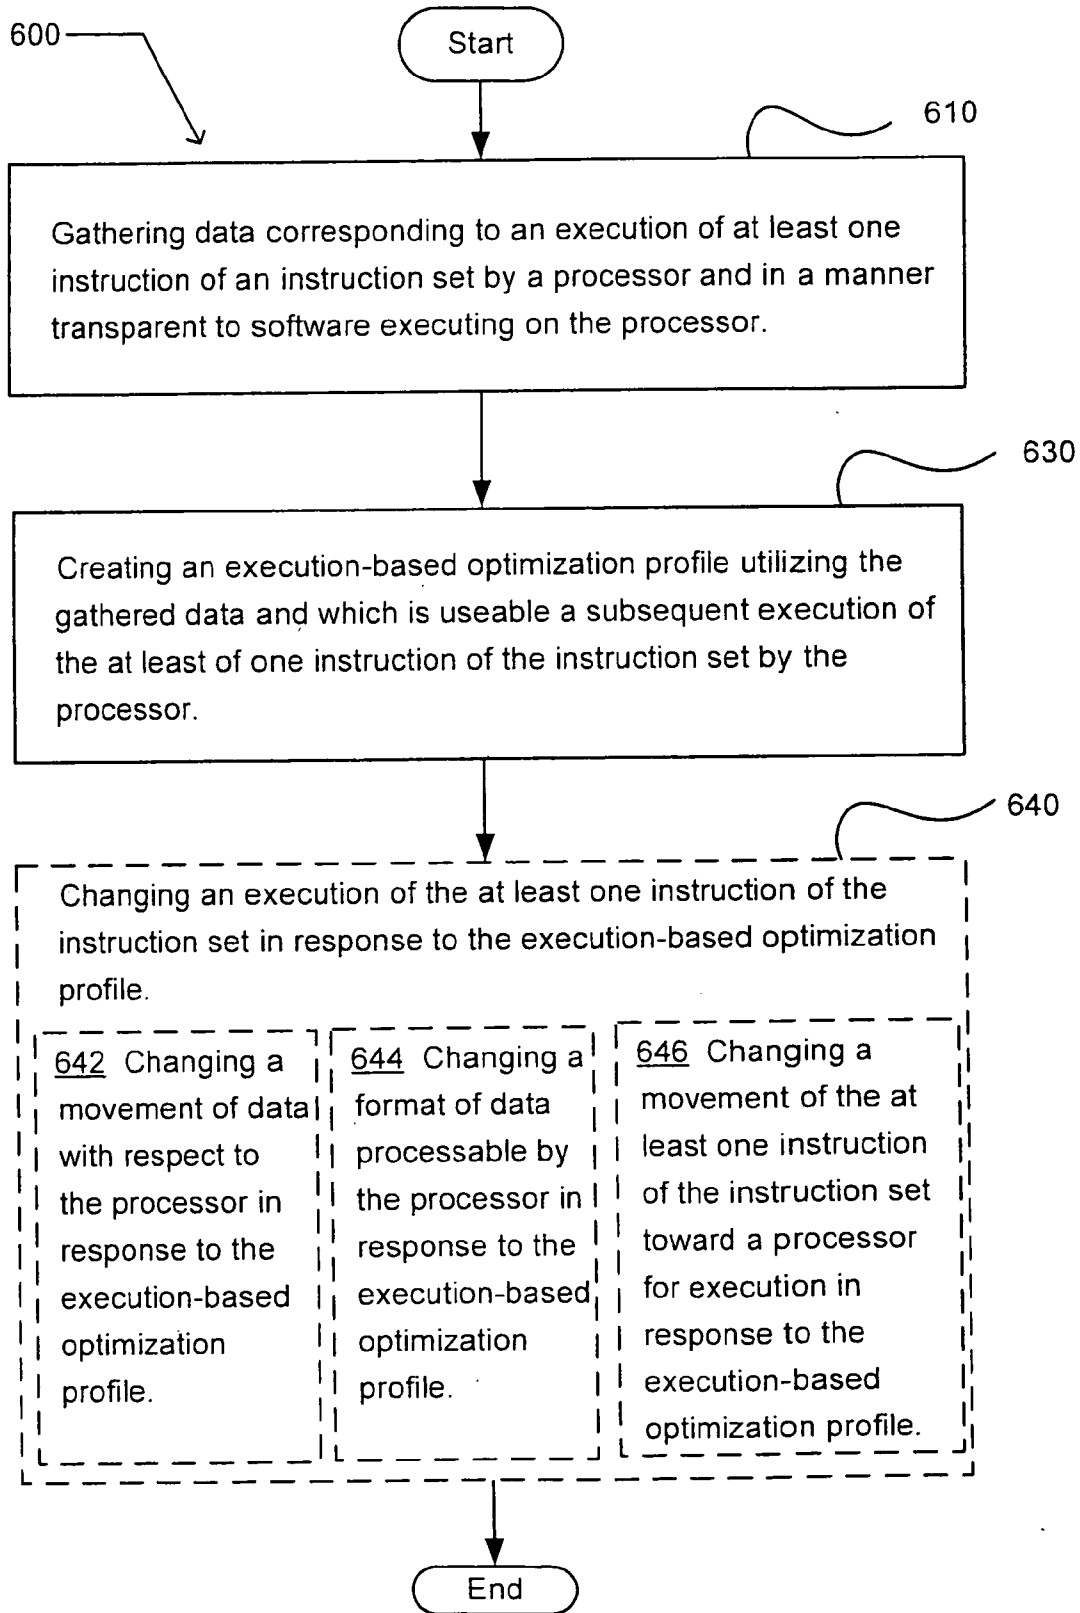 600
Start
610
Gathering data corresponding to an execution of at least one
instruction of an instruction set by a processor and in a manner
transparent to software executing on the processor.
630
Creating an execution-based optimization profile utilizing the
gathered data and which is useable a subsequent execution of
the at least of one instruction of the instruction set by the
processor.
640
Changing an execution of the at least one instruction of the
instruction set in response to the execution-based optimization
profile.
642 Changing a
movement of data
with respect to
the processor in
response to the
execution-based
optimization
profile.
644 Changing a
format of data
processable by
the processor in
response to the
execution-based
optimization
profile.
646 Changing a
movement of the at
least one instruction
of the instruction set
toward a processor
for execution in
response to the
execution-based
optimization profile.
End